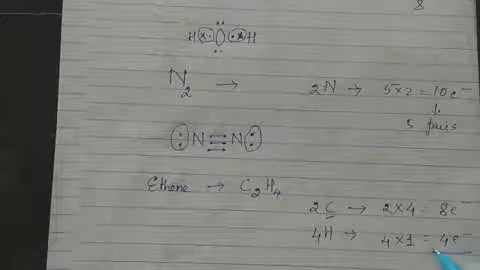 8
H O H
N2 → 2N → 5×2 = 10e⁻
↓
5 pairs
N ≡ N
Ethene → C2H4
2C → 2×4 = 8e⁻
4H → 4×1 = 4e⁻